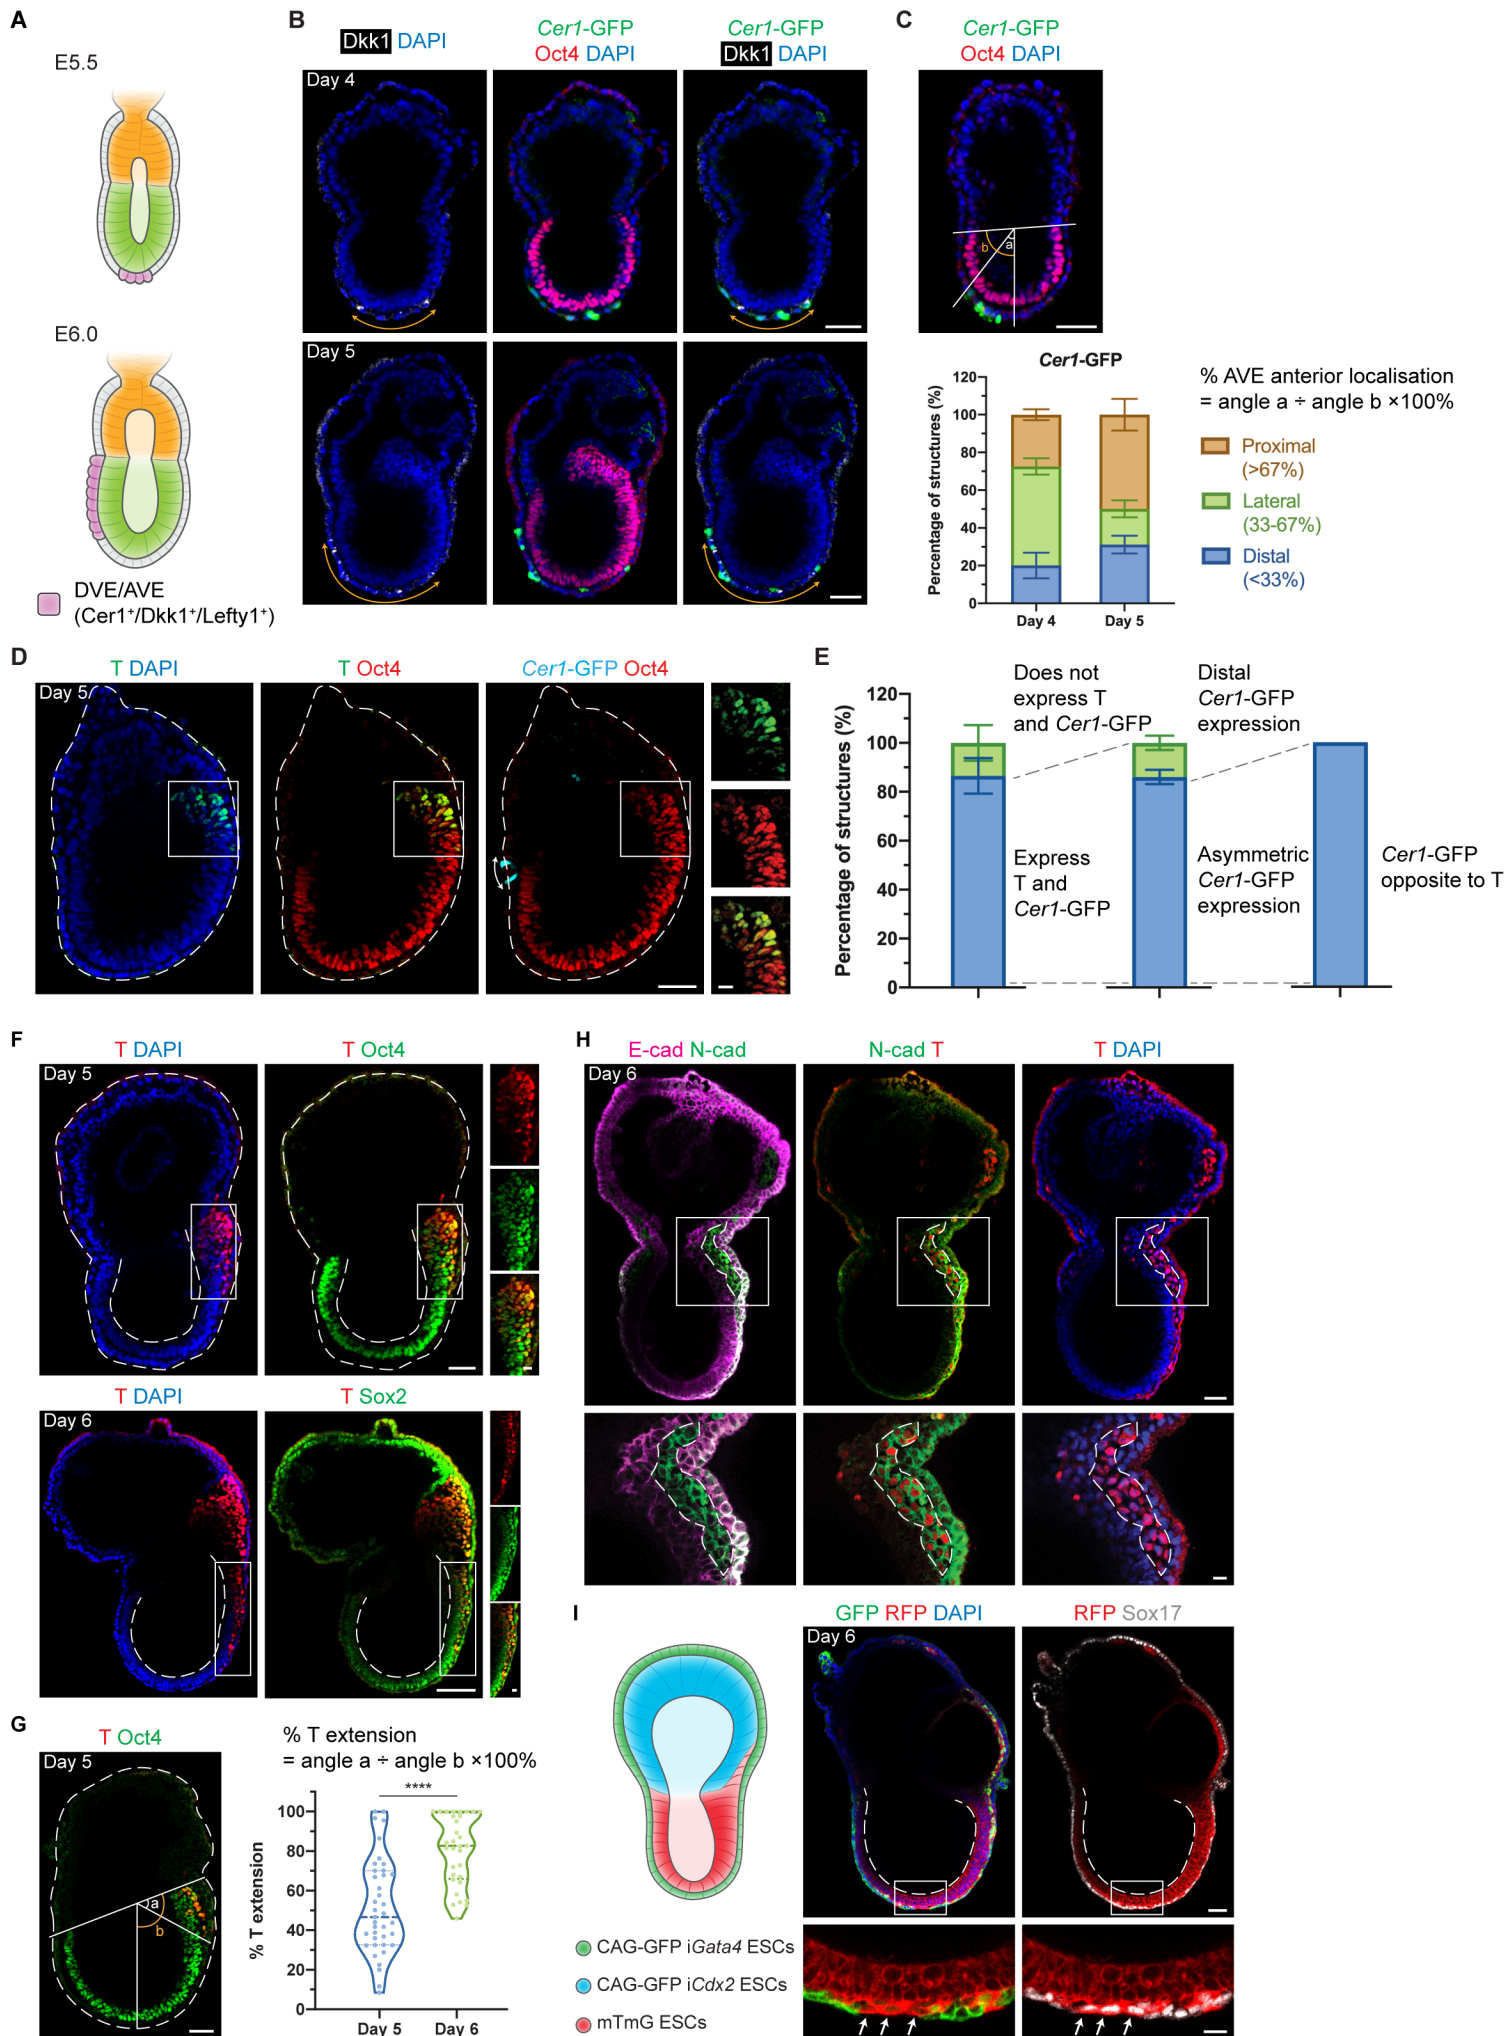 A
E5.5
E6.0
DVE/AVE
(Cer1⁺/Dkk1⁺/Lefty1⁺)
B
Dkk1 DAPI
Cer1-GFP
Oct4 DAPI
Cer1-GFP
Dkk1 DAPI
Day 4
Day 5
C
Cer1-GFP
Oct4 DAPI
b
a
Cer1-GFP
Percentage of structures (%)
120
100
80
60
40
20
0
Day 4
Day 5
% AVE anterior localisation
= angle a ÷ angle b ×100%
Proximal
(>67%)
Lateral
(33-67%)
Distal
(<33%)
D
T DAPI
T Oct4
Cer1-GFP Oct4
Day 5
E
Percentage of structures (%)
120
100
80
60
40
20
0
Does not
express T
and Cer1-GFP
Express
T and
Cer1-GFP
Distal
Cer1-GFP
expression
Asymmetric
Cer1-GFP
expression
Cer1-GFP
opposite to T
F
T DAPI
T Oct4
Day 5
T DAPI
T Sox2
Day 6
G
T Oct4
Day 5
a
b
% T extension
= angle a ÷ angle b ×100%
****
% T extension
100
80
60
40
20
0
Day 5
Day 6
H
E-cad N-cad
N-cad T
T DAPI
Day 6
I
CAG-GFP iGata4 ESCs
CAG-GFP iCdx2 ESCs
mTmG ESCs
GFP RFP DAPI
RFP Sox17
Day 6